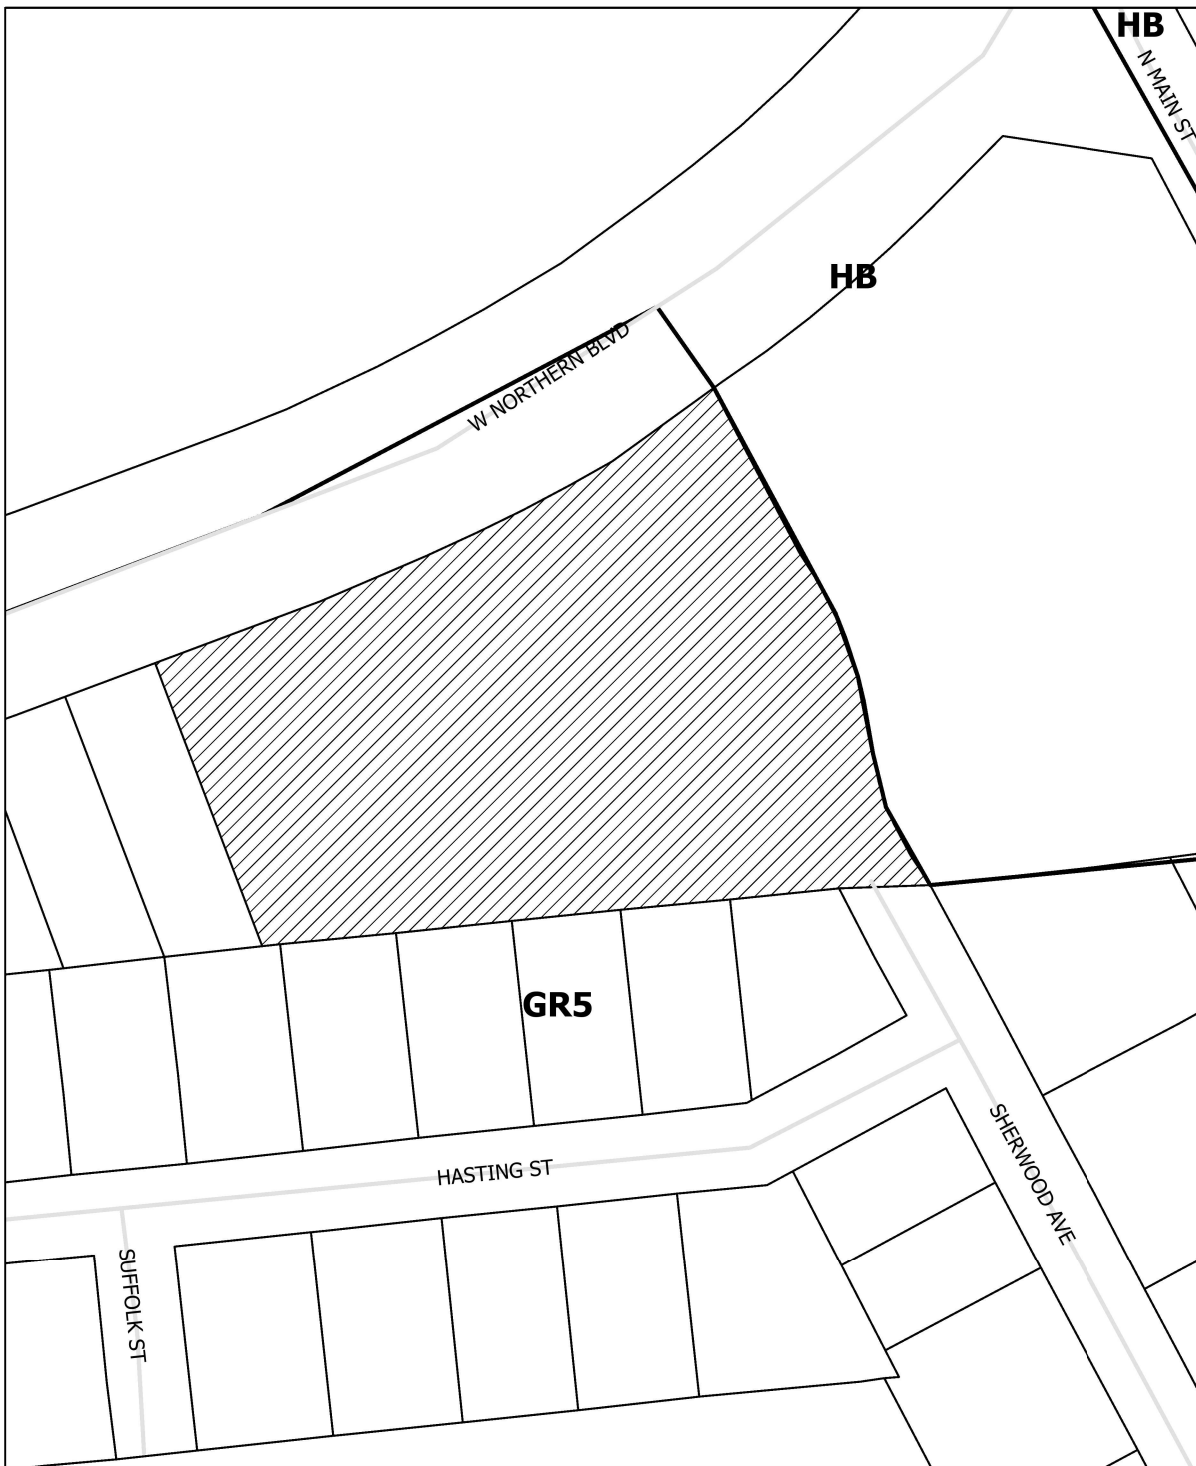 HB
N MAIN ST
HB
W NORTHERN BLVD
GR5
HASTING ST
SHERWOOD AVE
SUFFOLK ST